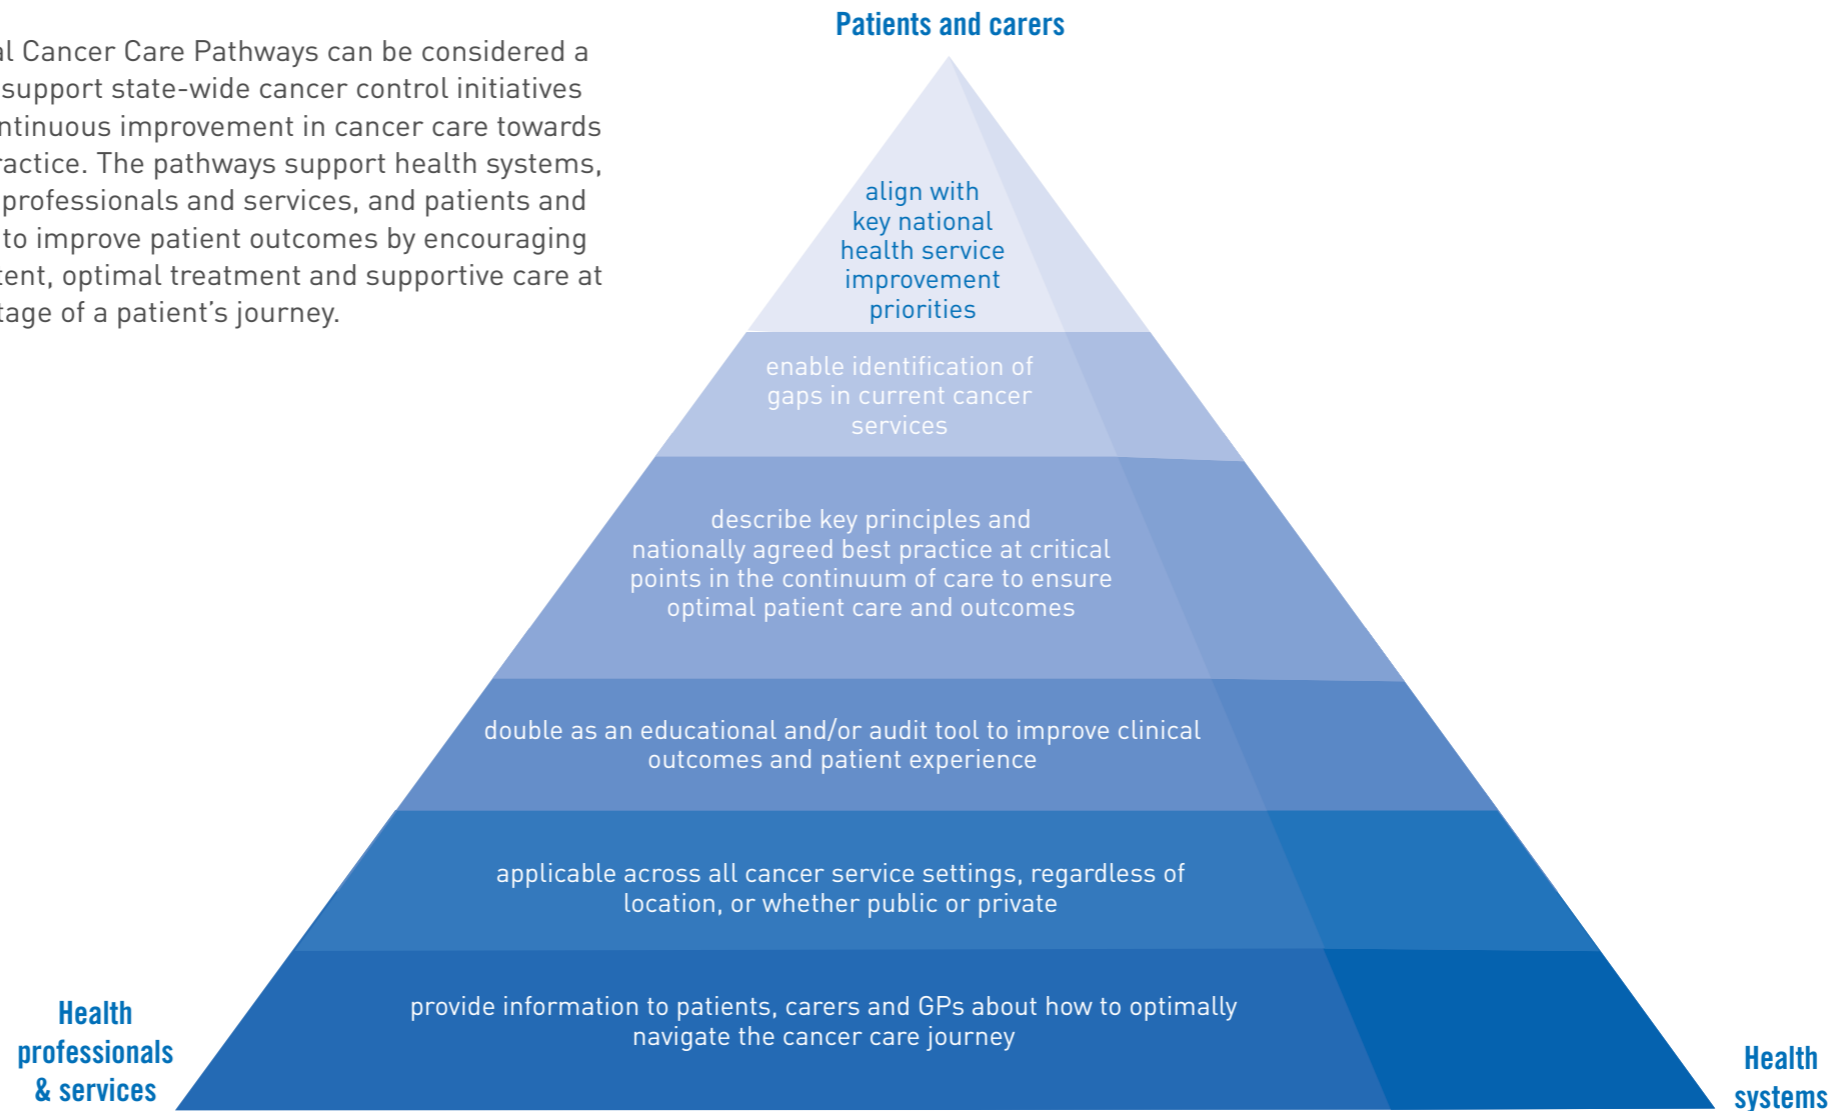 Patients and carers
al Cancer Care Pathways can be considered a
support state-wide cancer control initiatives
ntinuous improvement in cancer care towards
ractice. The pathways support health systems,
professionals and services, and patients and
to improve patient outcomes by encouraging
tent, optimal treatment and supportive care at
tage of a patient’s journey.
align with
key national
health service
improvement
priorities
enable identification of
gaps in current cancer
services
describe key principles and
nationally agreed best practice at critical
points in the continuum of care to ensure
optimal patient care and outcomes
double as an educational and/or audit tool to improve clinical
outcomes and patient experience
applicable across all cancer service settings, regardless of
location, or whether public or private
provide information to patients, carers and GPs about how to optimally
navigate the cancer care journey
Health
professionals
& services
Health
systems